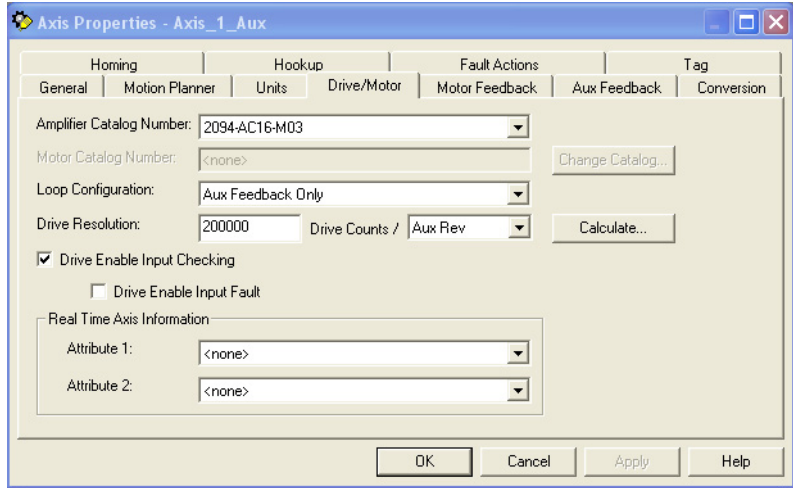 Axis Properties - Axis_1_Aux
Homing Hookup Fault Actions Tag
General Motion Planner Units Drive/Motor Motor Feedback Aux Feedback Conversion
Amplifier Catalog Number: 2094-AC16-M03
Motor Catalog Number: <none> Change Catalog...
Loop Configuration: Aux Feedback Only
Drive Resolution: 200000 Drive Counts / Aux Rev Calculate...
Drive Enable Input Checking
Drive Enable Input Fault
Real Time Axis Information
Attribute 1: <none>
Attribute 2: <none>
OK Cancel Apply Help